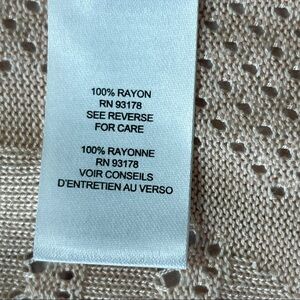 100% RAYON
RN 93178
SEE REVERSE
FOR CARE
100% RAYONNE
RN 93178
VOIR CONSEILS
D'ENTRETIEN AU VERSO